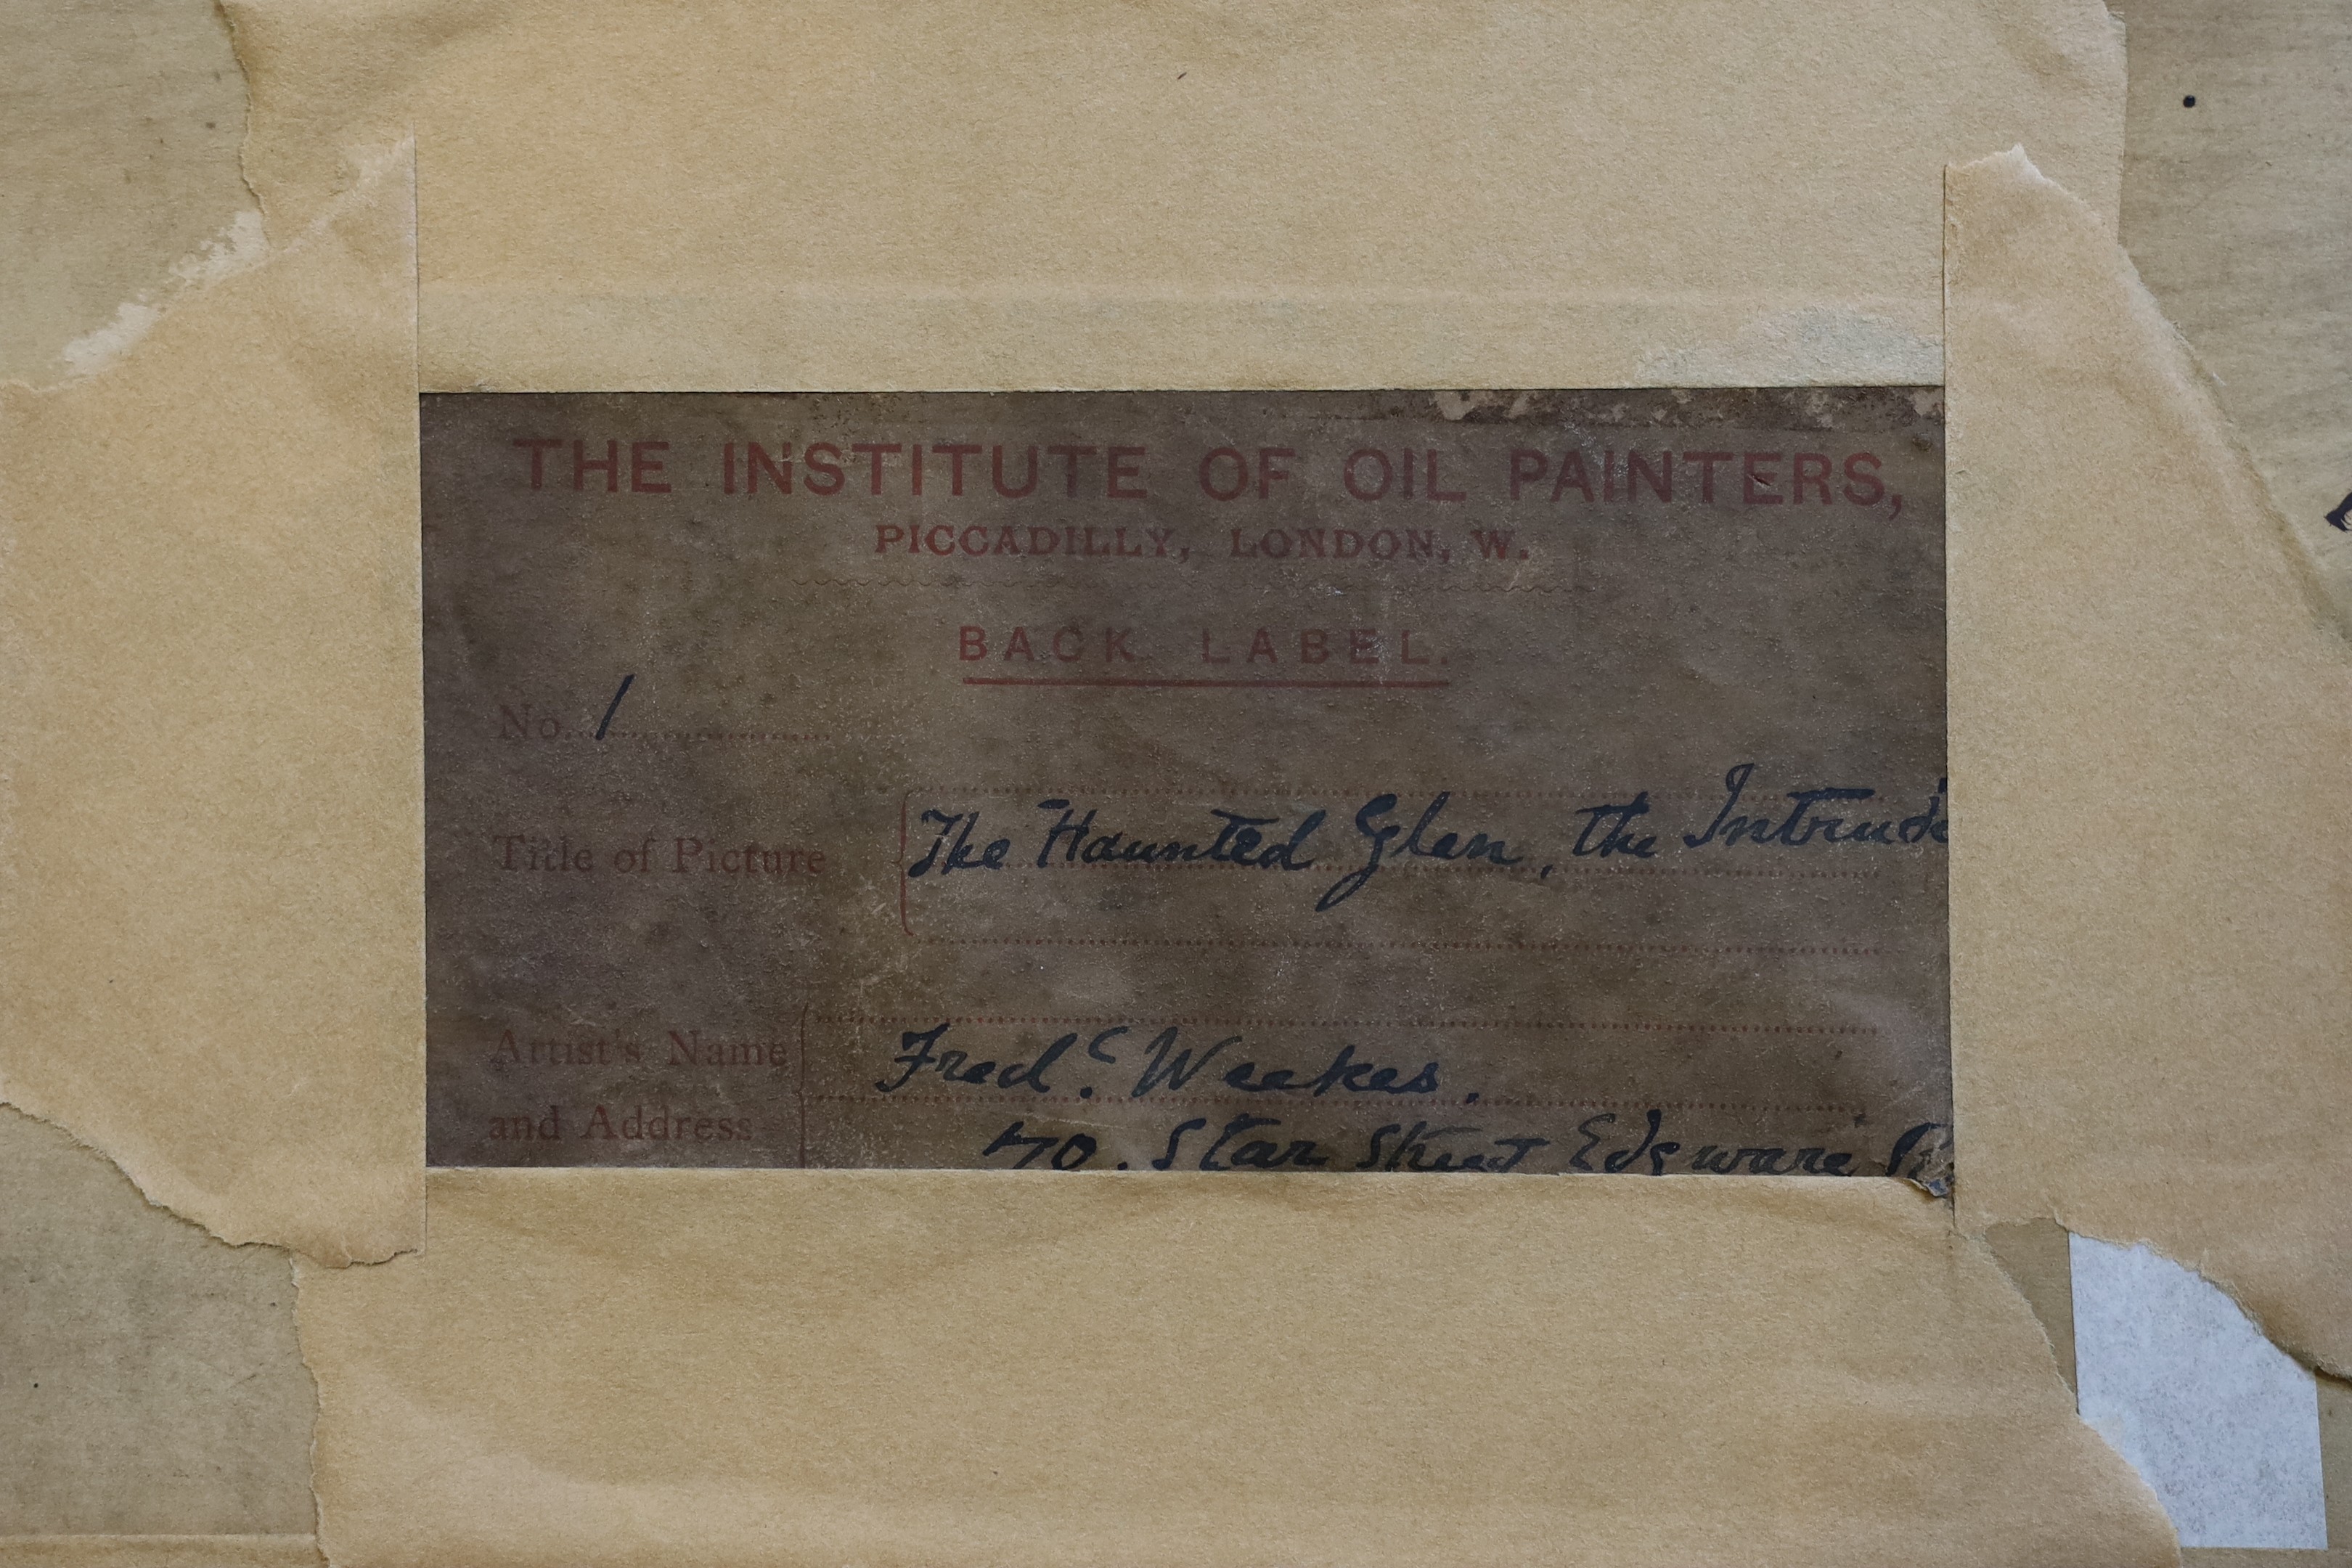 THE INSTITUTE OF OIL PAINTERS,
PICCADILLY, LONDON, W.
BACK LABEL.
No. 1
Title of Picture The Haunted Glen, the Intrude
Artist's Name Fred.c Weekes.
and Address 70. Star Street Edgware R